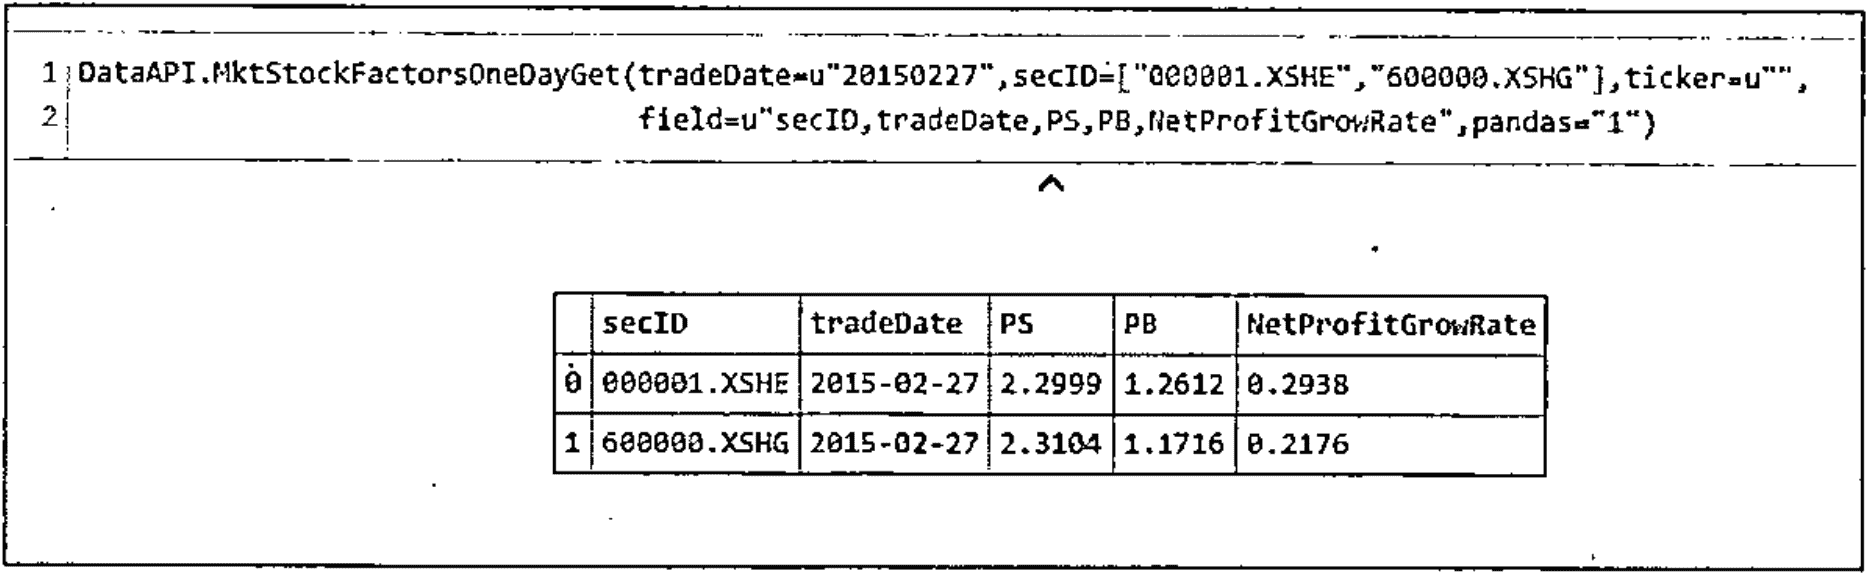 1 DataAPI.MktStockFactorsOneDayGet(tradeDate=u"20150227",secID=["000001.XSHE","600000.XSHG"],ticker=u"",
2 field=u"secID,tradeDate,PS,PB,NetProfitGrowRate",pandas="1")
secID tradeDate PS PB NetProfitGrowRate
0 000001.XSHE 2015-02-27 2.2999 1.2612 0.2938
1 600000.XSHG 2015-02-27 2.3104 1.1716 0.2176